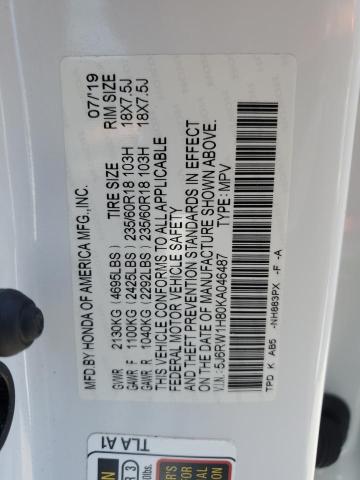 MFD BY HONDA OF AMERICA MFG.,INC. 07/'19
TIRE SIZE RIM SIZE
GVWR 2130KG (4695LBS)
GAWR F 1100KG (2425LBS) 235/60R18 103H 18X7.5J
GAWR R 1040KG (2292LBS) 235/60R18 103H 18X7.5J
THIS VEHICLE CONFORMS TO ALL APPLICABLE
FEDERAL MOTOR VEHICLE SAFETY
AND THEFT PREVENTION STANDARDS IN EFFECT
ON THE DATE OF MANUFACTURE SHOWN ABOVE.
V.I.N.: 5J6RW1H80KA046487 TYPE: MPV
TPD K AB5 -NH883PX -F -A
TLA A1